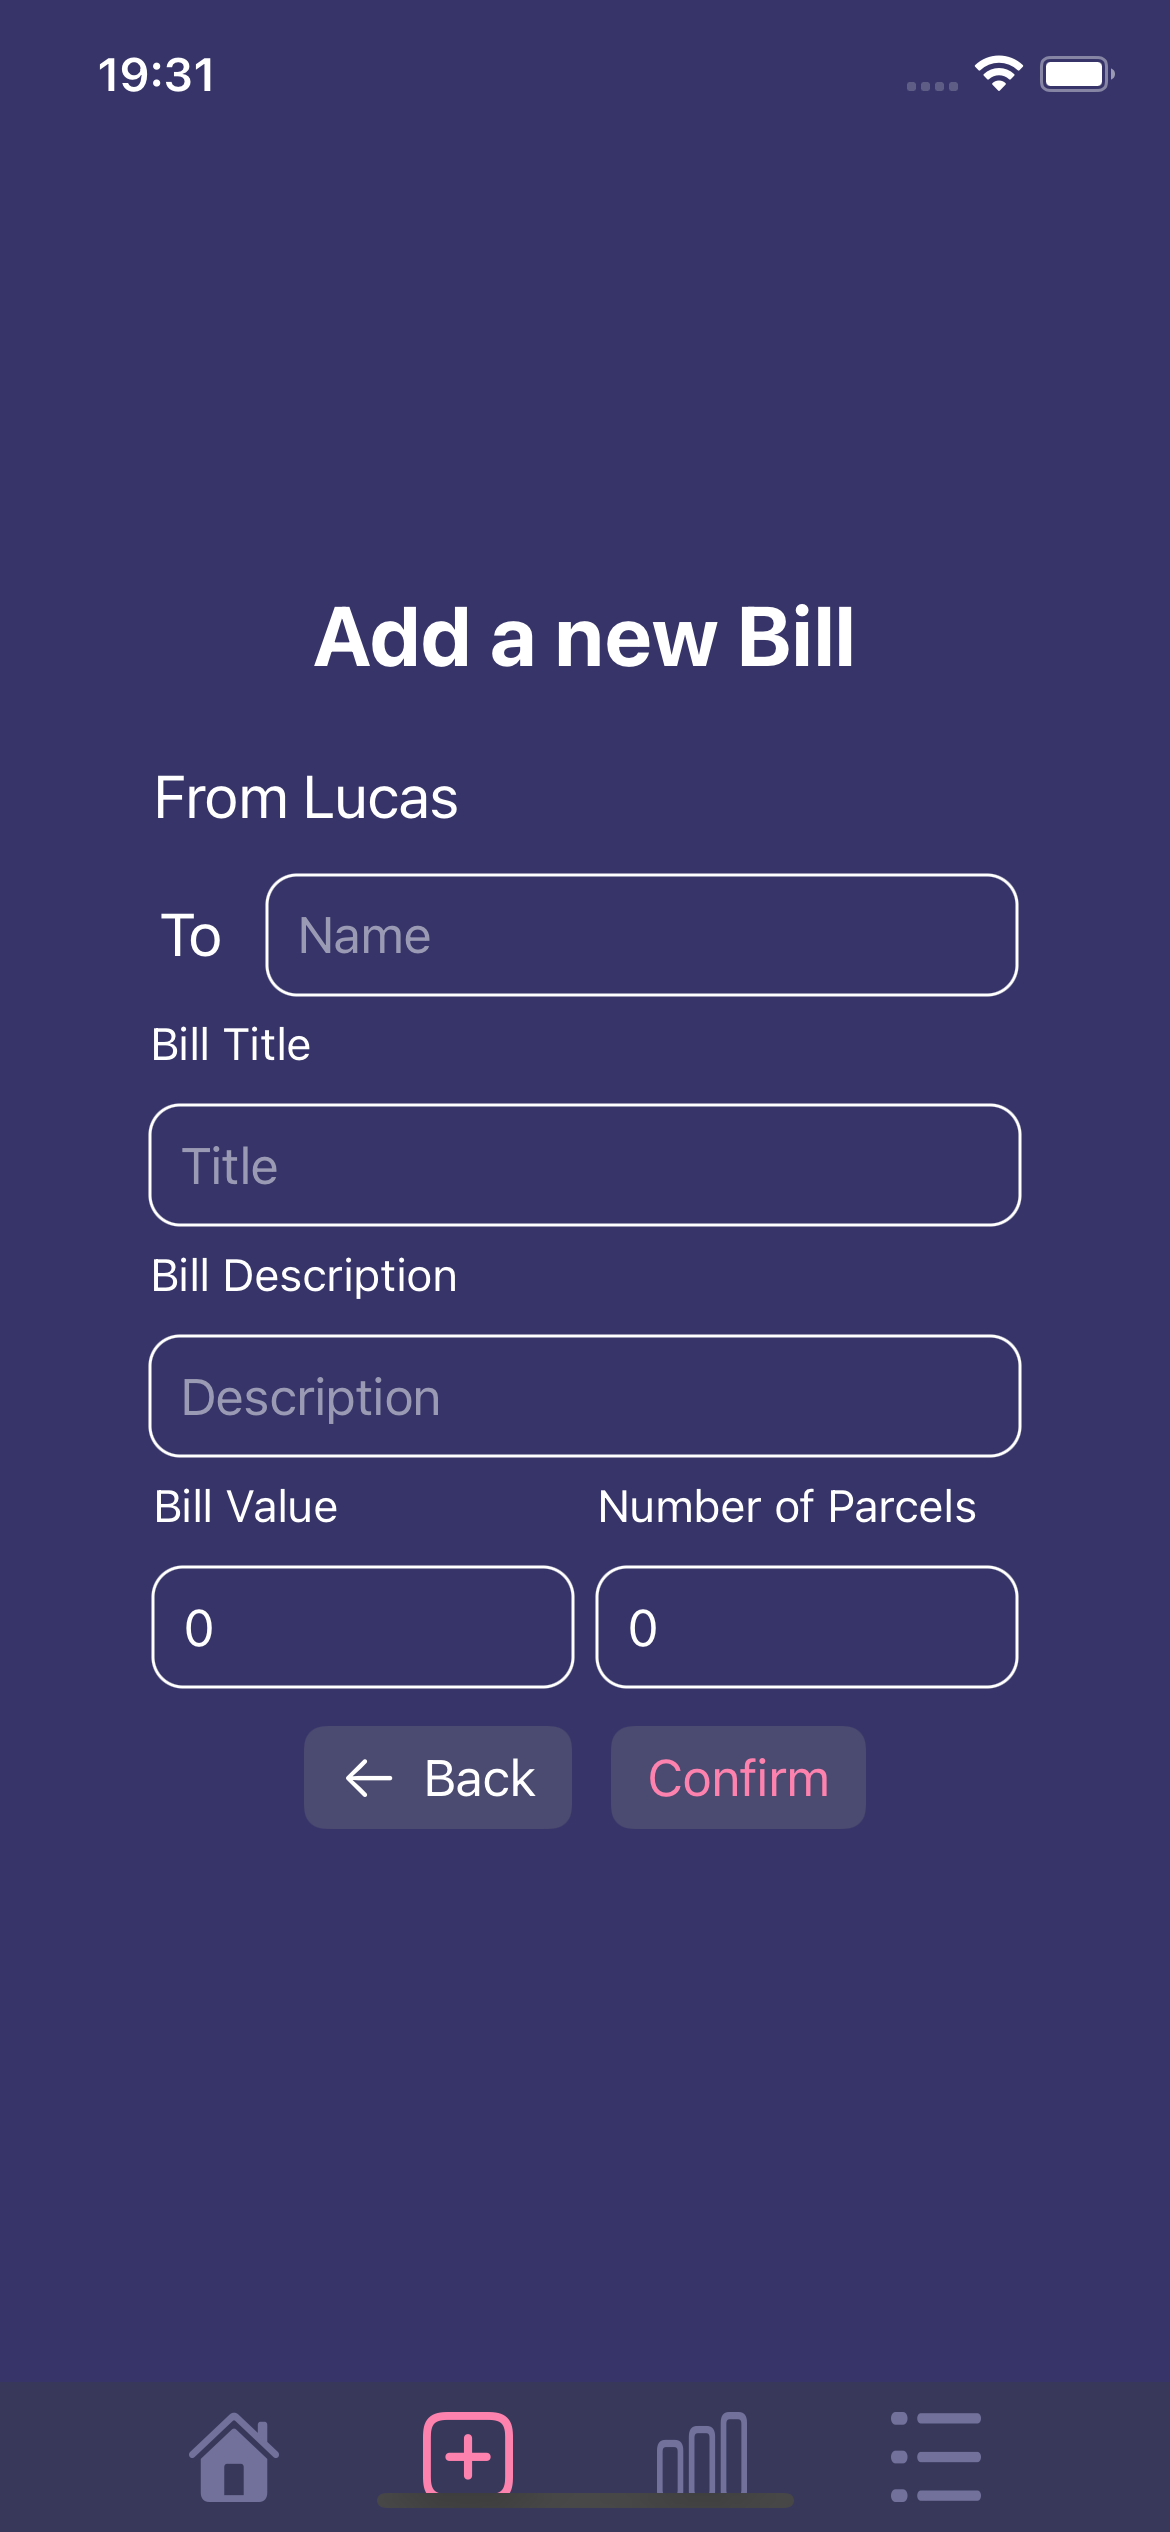 19:31
Add a new Bill
From Lucas
To Name
Bill Title
Title
Bill Description
Description
Bill Value Number of Parcels
0 0
Back Confirm